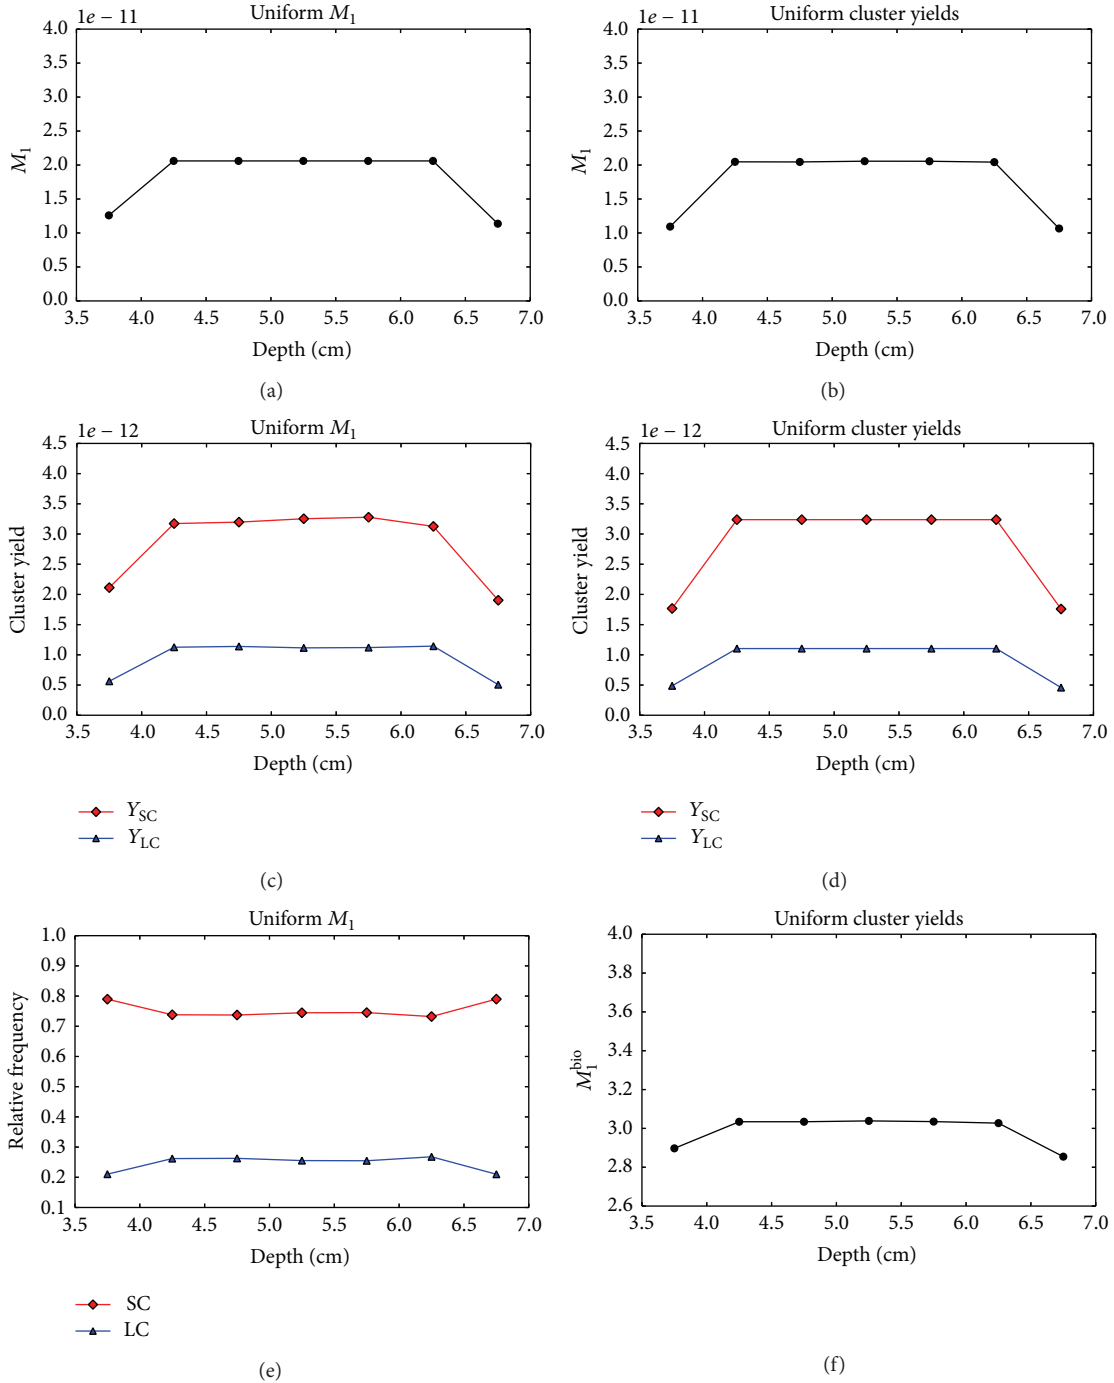 Uniform M₁
1e − 11
4.0
3.5
3.0
2.5
2.0
1.5
1.0
0.5
0.0
M₁
3.5 4.0 4.5 5.0 5.5 6.0 6.5 7.0
Depth (cm)
(a)
Uniform cluster yields
1e − 11
4.0
3.5
3.0
2.5
2.0
1.5
1.0
0.5
0.0
M₁
3.5 4.0 4.5 5.0 5.5 6.0 6.5 7.0
Depth (cm)
(b)
Uniform M₁
1e − 12
4.5
4.0
3.5
3.0
2.5
2.0
1.5
1.0
0.5
0.0
Cluster yield
3.5 4.0 4.5 5.0 5.5 6.0 6.5 7.0
Depth (cm)
Y_SC
Y_LC
(c)
Uniform cluster yields
1e − 12
4.5
4.0
3.5
3.0
2.5
2.0
1.5
1.0
0.5
0.0
Cluster yield
3.5 4.0 4.5 5.0 5.5 6.0 6.5 7.0
Depth (cm)
Y_SC
Y_LC
(d)
Uniform M₁
1.0
0.9
0.8
0.7
0.6
0.5
0.4
0.3
0.2
0.1
Relative frequency
3.5 4.0 4.5 5.0 5.5 6.0 6.5 7.0
Depth (cm)
SC
LC
(e)
Uniform cluster yields
4.0
3.8
3.6
3.4
3.2
3.0
2.8
2.6
M₁^bio
3.5 4.0 4.5 5.0 5.5 6.0 6.5 7.0
Depth (cm)
(f)